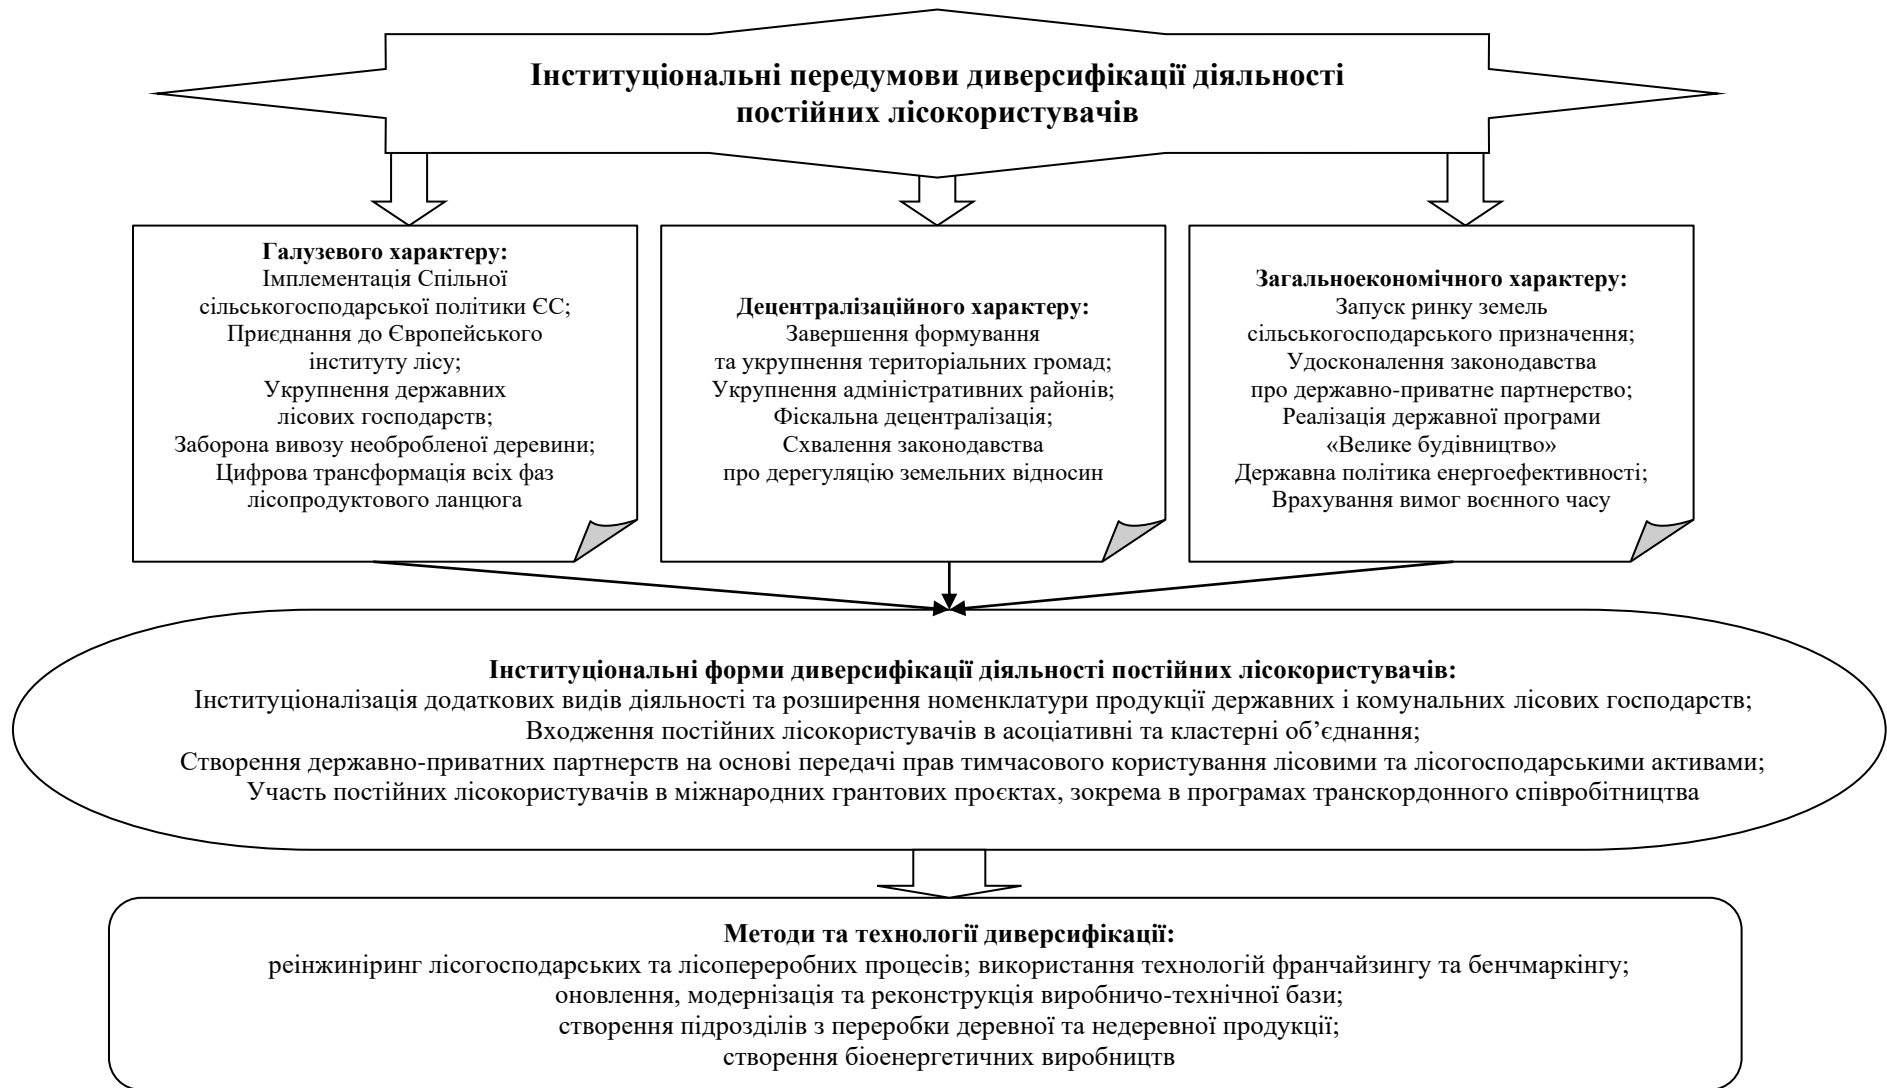 Інституціональні передумови диверсифікації діяльності
постійних лісокористувачів
Галузевого характеру:
Імплементація Спільної
сільськогосподарської політики ЄС;
Приєднання до Європейського
інституту лісу;
Укрупнення державних
лісових господарств;
Заборона вивозу необробленої деревини;
Цифрова трансформація всіх фаз
лісопродуктового ланцюга
Децентралізаційного характеру:
Завершення формування
та укрупнення територіальних громад;
Укрупнення адміністративних районів;
Фіскальна децентралізація;
Схвалення законодавства
про дерегуляцію земельних відносин
Загальноекономічного характеру:
Запуск ринку земель
сільськогосподарського призначення;
Удосконалення законодавства
про державно-приватне партнерство;
Реалізація державної програми
«Велике будівництво»
Державна політика енергоефективності;
Врахування вимог воєнного часу
Інституціональні форми диверсифікації діяльності постійних лісокористувачів:
Інституціоналізація додаткових видів діяльності та розширення номенклатури продукції державних і комунальних лісових господарств;
Входження постійних лісокористувачів в асоціативні та кластерні об’єднання;
Створення державно-приватних партнерств на основі передачі прав тимчасового користування лісовими та лісогосподарськими активами;
Участь постійних лісокористувачів в міжнародних грантових проєктах, зокрема в програмах транскордонного співробітництва
Методи та технології диверсифікації:
реінжиніринг лісогосподарських та лісопереробних процесів; використання технологій франчайзингу та бенчмаркінгу;
оновлення, модернізація та реконструкція виробничо-технічної бази;
створення підрозділів з переробки деревної та недеревної продукції;
створення біоенергетичних виробництв